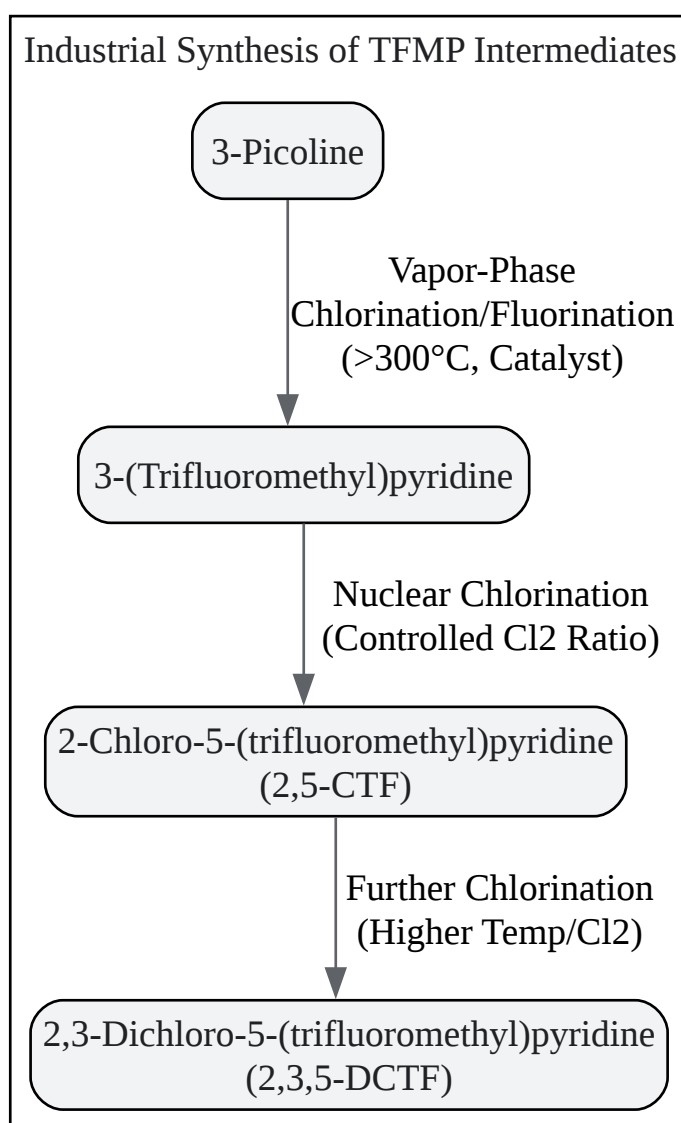 Industrial Synthesis of TFMP Intermediates
3-Picoline
Vapor-Phase
Chlorination/Fluorination
(>300°C, Catalyst)
3-(Trifluoromethyl)pyridine
Nuclear Chlorination
(Controlled Cl2 Ratio)
2-Chloro-5-(trifluoromethyl)pyridine
(2,5-CTF)
Further Chlorination
(Higher Temp/Cl2)
2,3-Dichloro-5-(trifluoromethyl)pyridine
(2,3,5-DCTF)